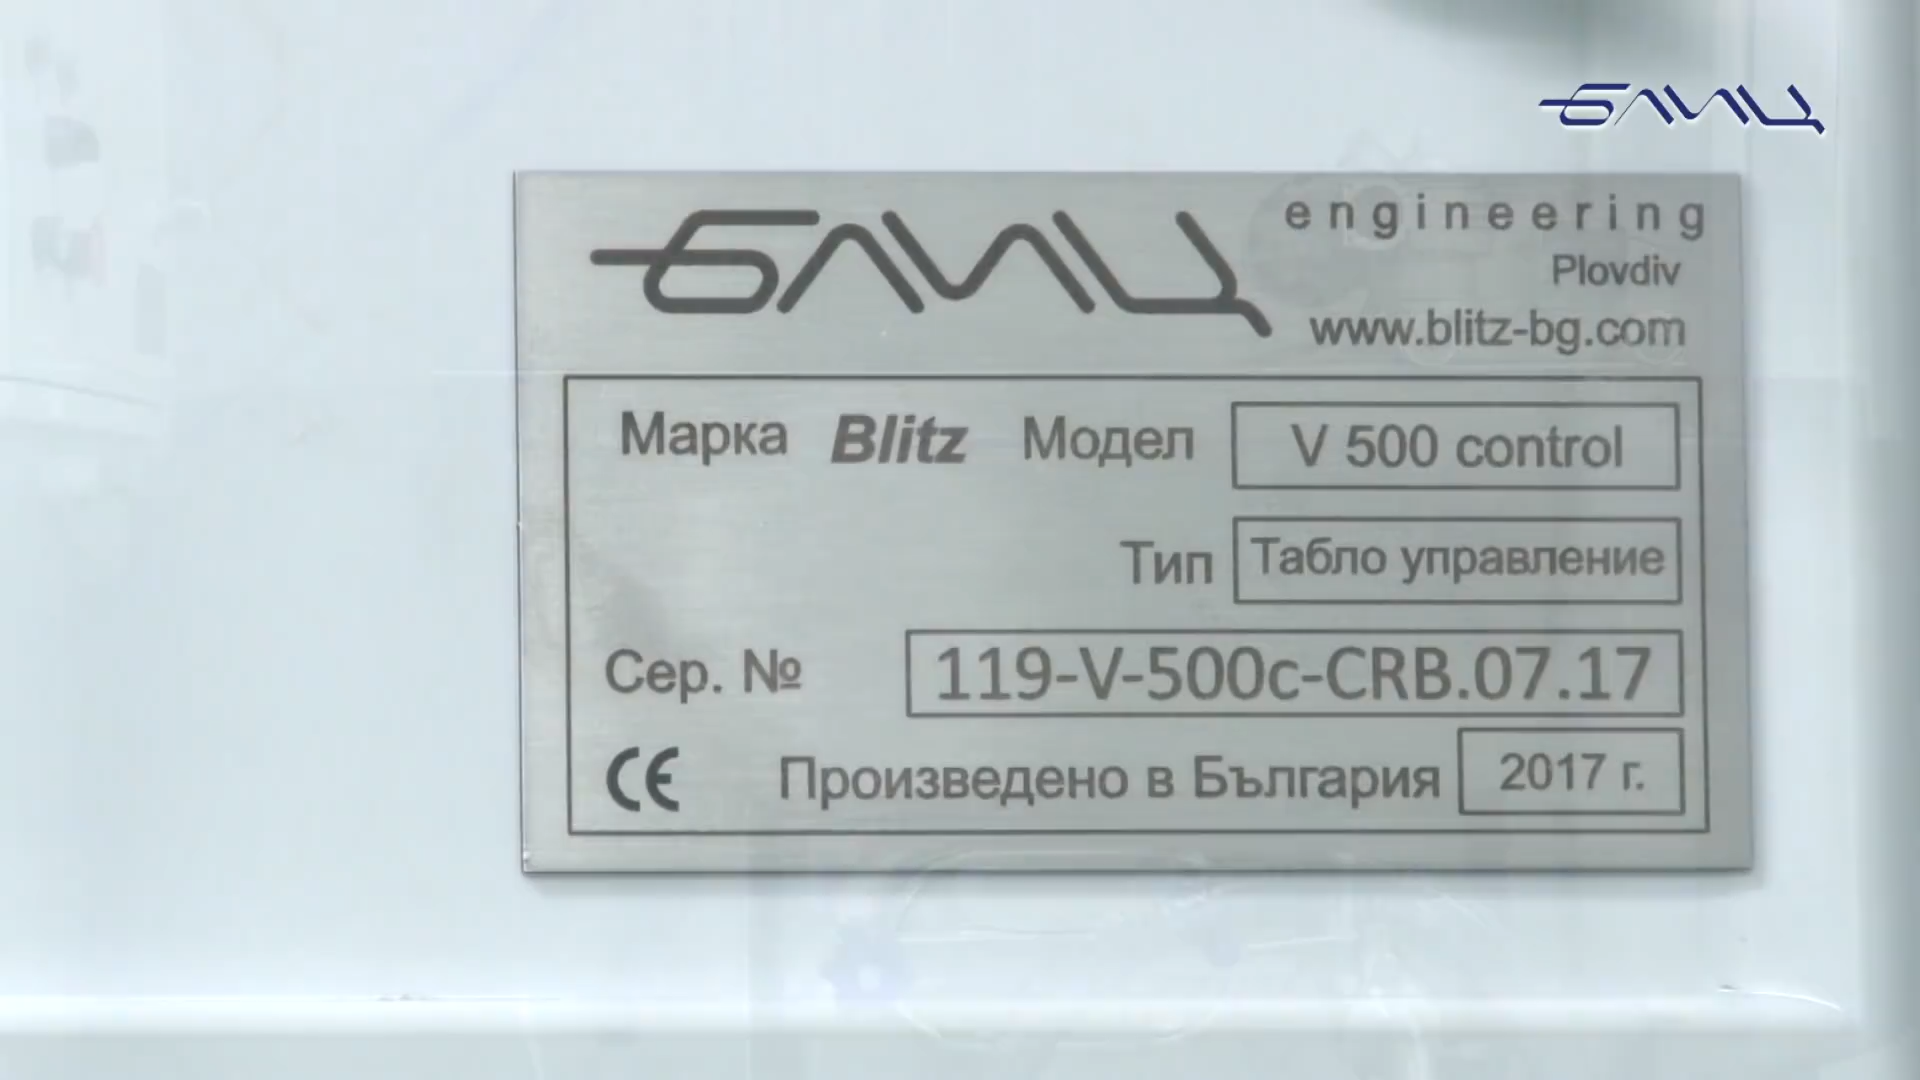 БЛИЦ
БЛИЦ engineering
Plovdiv
www.blitz-bg.com
Марка Blitz Модел V 500 control
Тип Табло управление
Сер. № 119-V-500c-CRB.07.17
CE Произведено в България 2017 г.